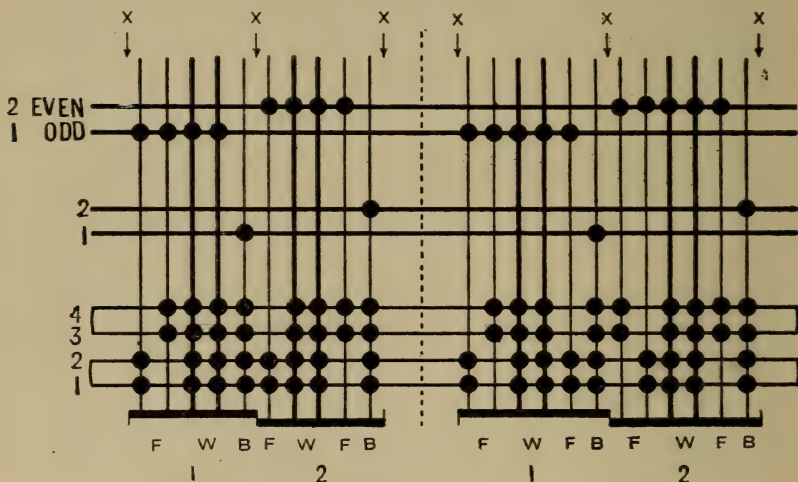 X X X X X X
2 EVEN
1 ODD
2
1
4
3
2
1
F W B F W F B F W F B F W F B
1 2 1 2